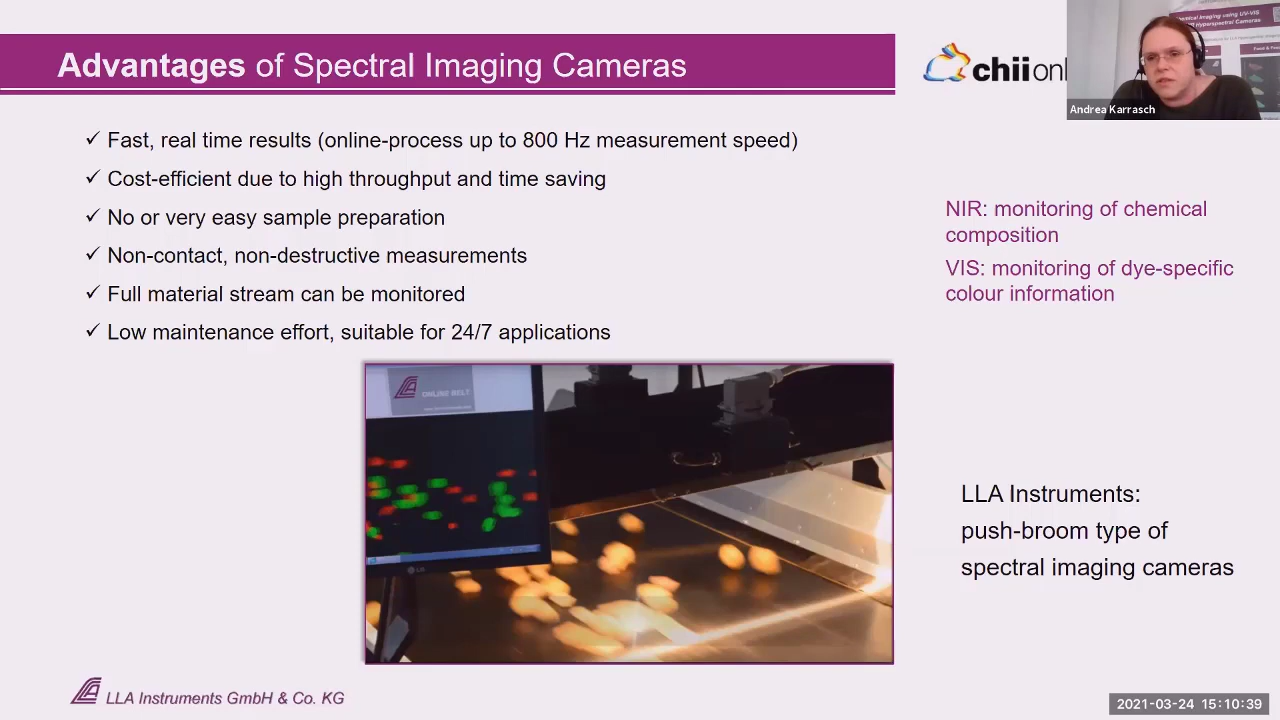 Advantages of Spectral Imaging Cameras
chii onl
Andrea Karrasch
✓ Fast, real time results (online-process up to 800 Hz measurement speed)
✓ Cost-efficient due to high throughput and time saving
✓ No or very easy sample preparation
✓ Non-contact, non-destructive measurements
✓ Full material stream can be monitored
✓ Low maintenance effort, suitable for 24/7 applications
NIR: monitoring of chemical
composition
VIS: monitoring of dye-specific
colour information
ONLINE BELT
LG
LLA Instruments:
push-broom type of
spectral imaging cameras
LLA Instruments GmbH & Co. KG
2021-03-24 15:10:39